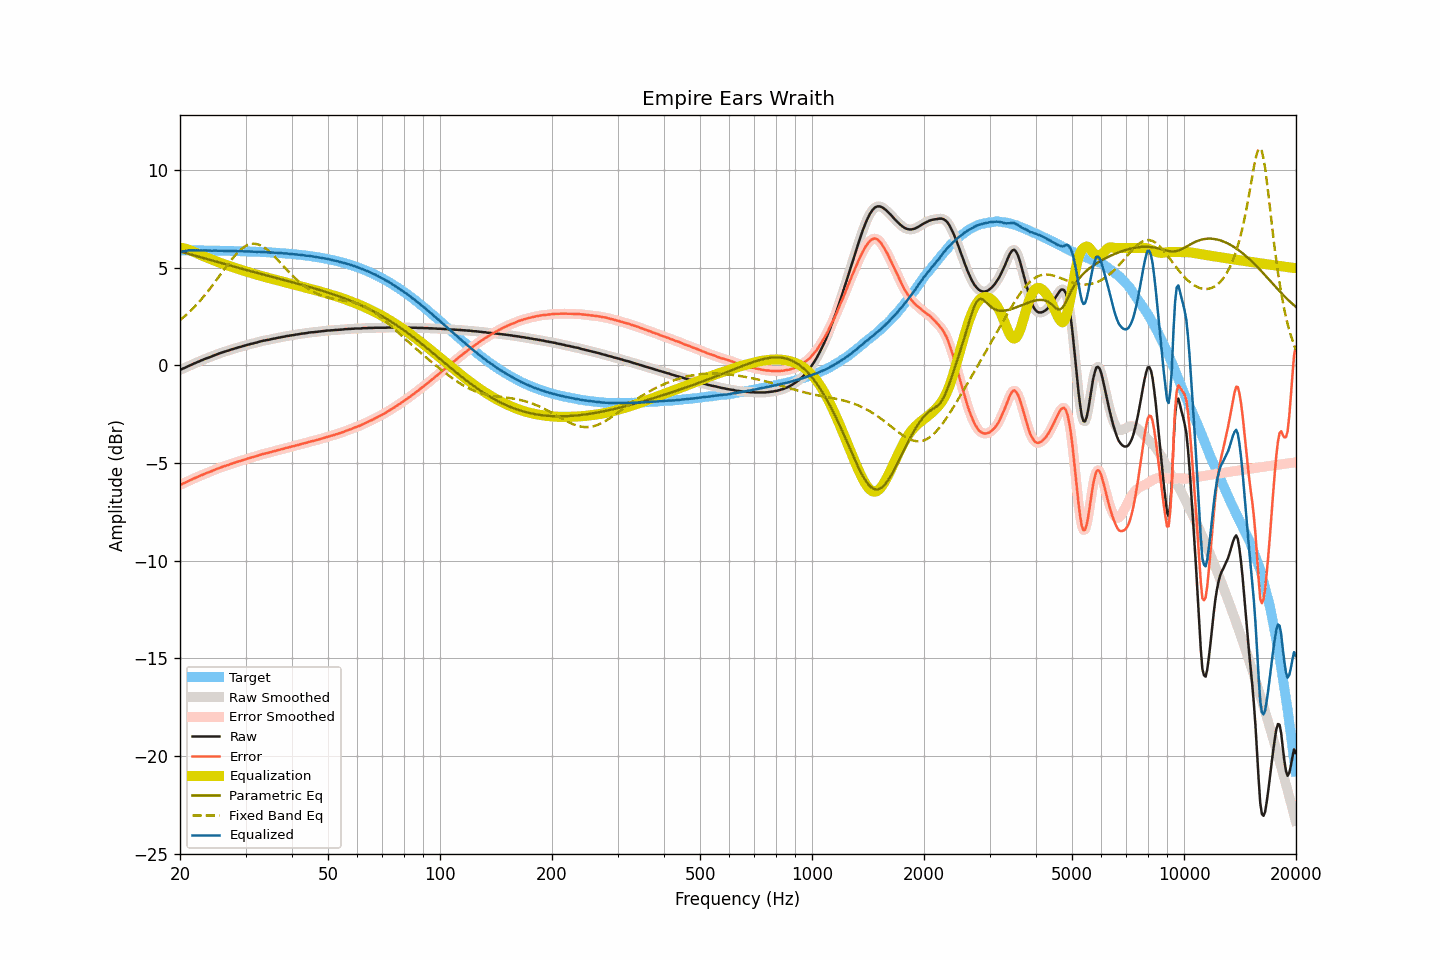 Empire Ears Wraith
Amplitude (dBr)
10
5
0
−5
−10
−15
−20
−25
Target
Raw Smoothed
Error Smoothed
Raw
Error
Equalization
Parametric Eq
Fixed Band Eq
Equalized
20 50 100 200 500 1000 2000 5000 10000 20000
Frequency (Hz)